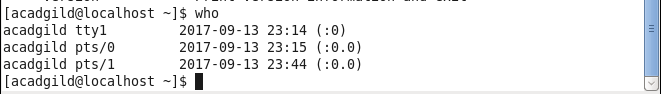 [acadgild@localhost ~]$ who
acadgild tty1         2017-09-13 23:14 (:0)
acadgild pts/0        2017-09-13 23:15 (:0.0)
acadgild pts/1        2017-09-13 23:44 (:0.0)
[acadgild@localhost ~]$